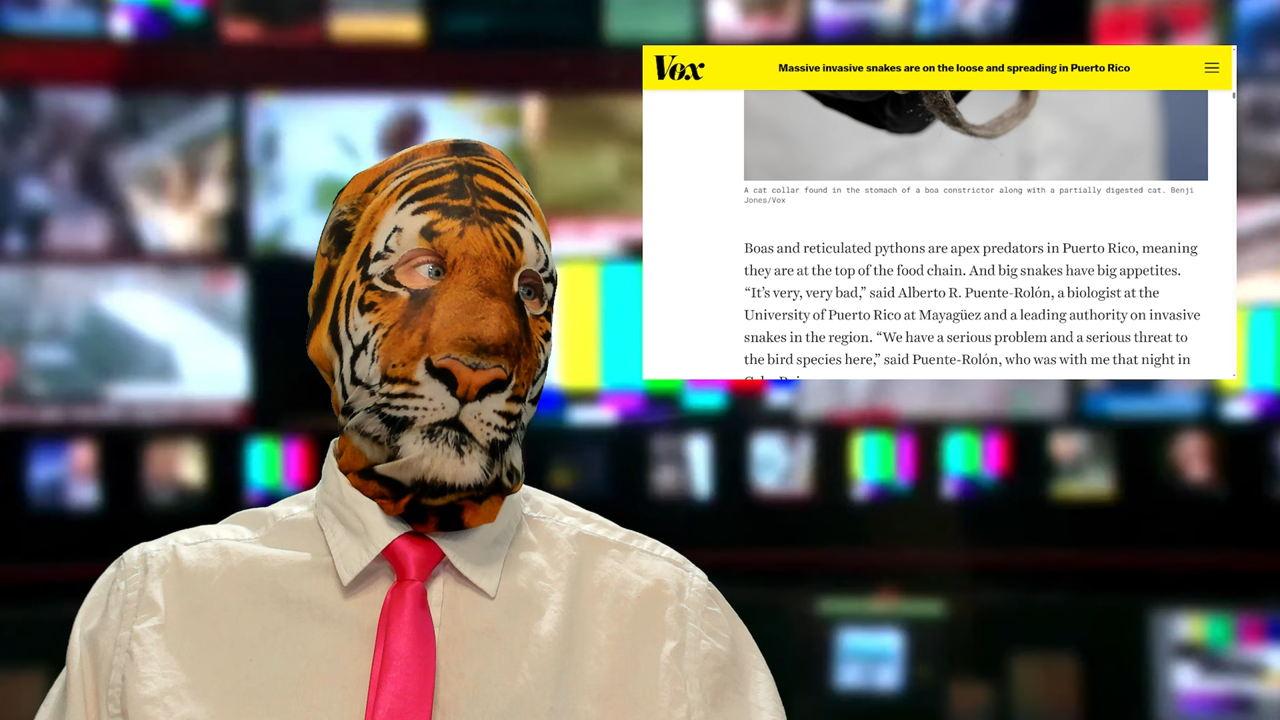 Vox
Massive invasive snakes are on the loose and spreading in Puerto Rico
A cat collar found in the stomach of a boa constrictor along with a partially digested cat. Benji
Jones/Vox
Boas and reticulated pythons are apex predators in Puerto Rico, meaning
they are at the top of the food chain. And big snakes have big appetites.
“It’s very, very bad,” said Alberto R. Puente-Rolón, a biologist at the
University of Puerto Rico at Mayagüez and a leading authority on invasive
snakes in the region. “We have a serious problem and a serious threat to
the bird species here,” said Puente-Rolón, who was with me that night in